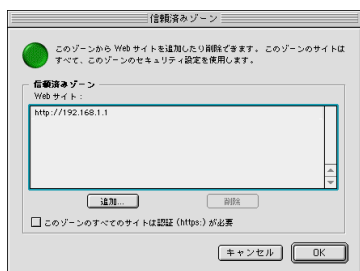 信頼済みゾーン
このゾーンから Web サイトを追加したり削除できます。 このゾーンのサイトは
すべて、このゾーンのセキュリティ設定を使用します。
信頼済みゾーン
Web サイト :
http://192.168.1.1
追加...
削除
このゾーンのすべてのサイトは認証 (https:) が必要
キャンセル
OK